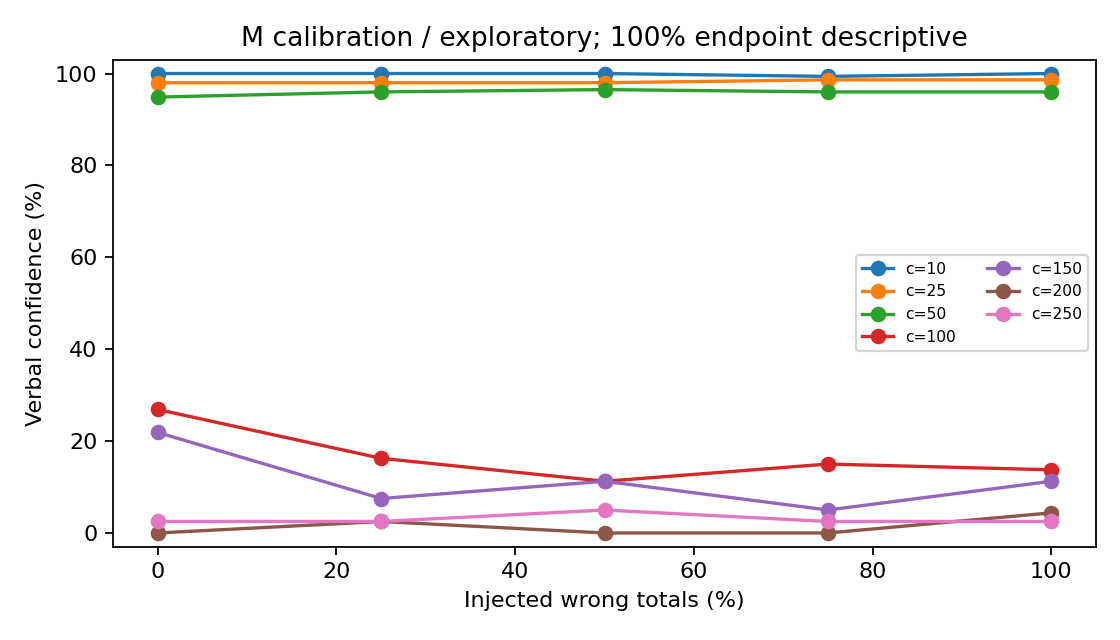 M calibration / exploratory; 100% endpoint descriptive
Verbal confidence (%)
100
80
60
40
20
0
c=10
c=25
c=50
c=100
c=150
c=200
c=250
0
20
40
60
80
100
Injected wrong totals (%)